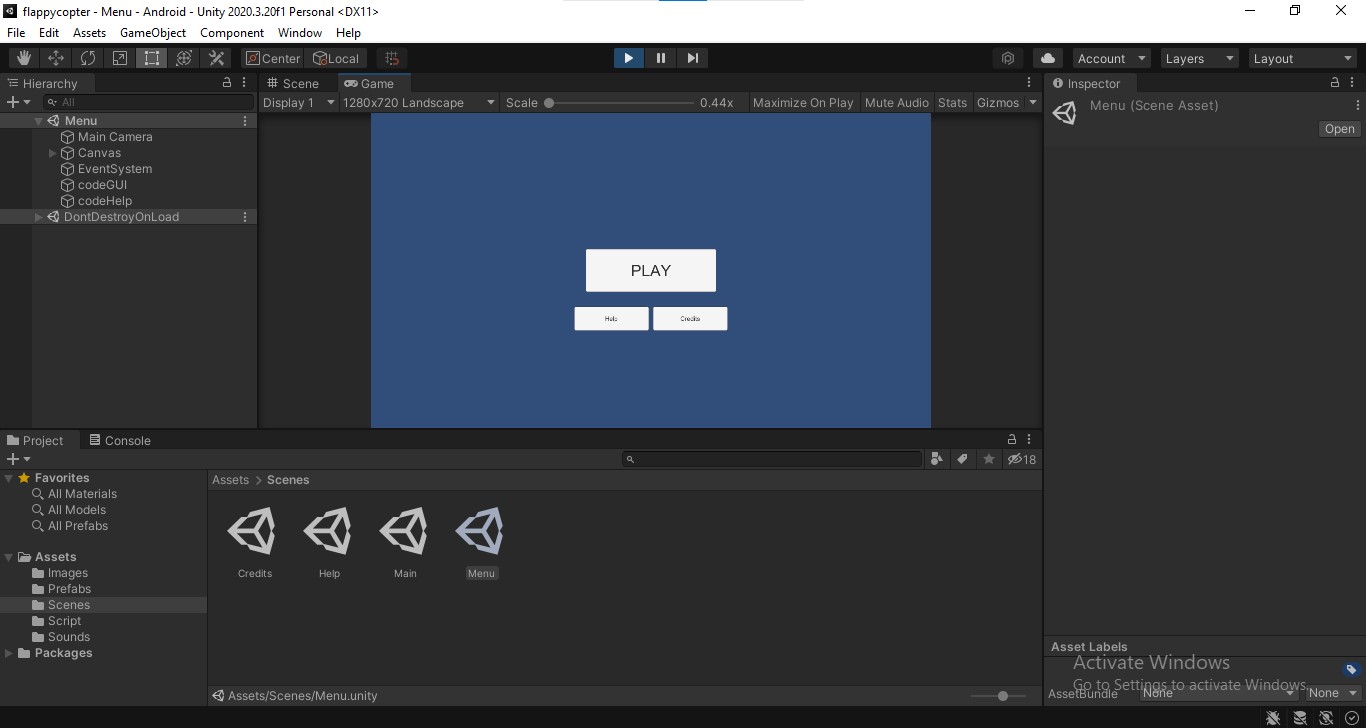 flappycopter - Menu - Android - Unity 2020.3.20f1 Personal <DX11>
File Edit Assets GameObject Component Window Help
Center Local Account Layers Layout
Hierarchy Scene Game Inspector
All Display 1 1280x720 Landscape Scale 0.44x Maximize On Play Mute Audio Stats Gizmos
Menu (Scene Asset)
Open
Menu
Main Camera
Canvas
EventSystem
codeGUI
codeHelp
DontDestroyOnLoad
PLAY
Help Credits
Project Console
18
Favorites
All Materials
All Models
All Prefabs
Assets
Images
Prefabs
Scenes
Script
Sounds
Packages
Assets > Scenes
Credits Help Main Menu
Assets/Scenes/Menu.unity
Asset Labels
Activate Windows
Go to Settings to activate Windows.
AssetBundle None None